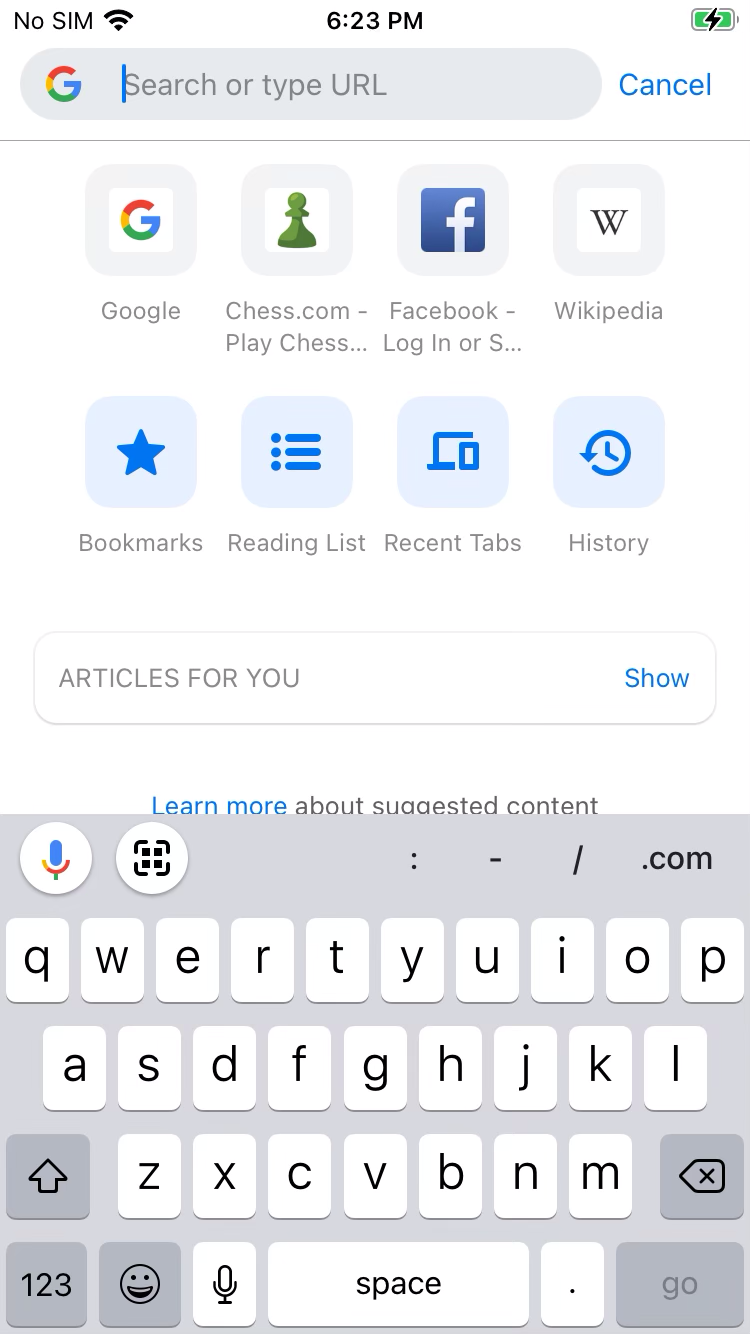 No SIM 6:23 PM
Search or type URL Cancel
Google Chess.com - Facebook - Wikipedia
Play Chess... Log In or S...
Bookmarks Reading List Recent Tabs History
ARTICLES FOR YOU Show
Learn more about suggested content
: - / .com
q w e r t y u i o p
a s d f g h j k l
z x c v b n m
123 space . go